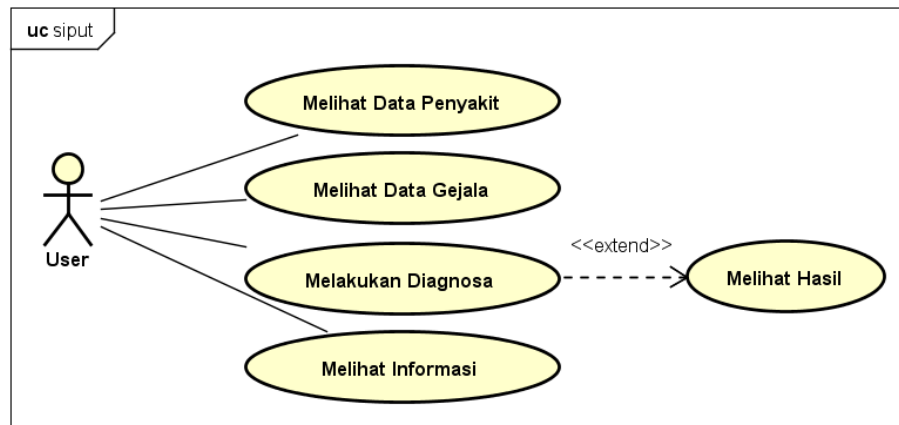 uc siput
Melihat Data Penyakit
Melihat Data Gejala
User
<<extend>>
Melakukan Diagnosa
Melihat Hasil
Melihat Informasi